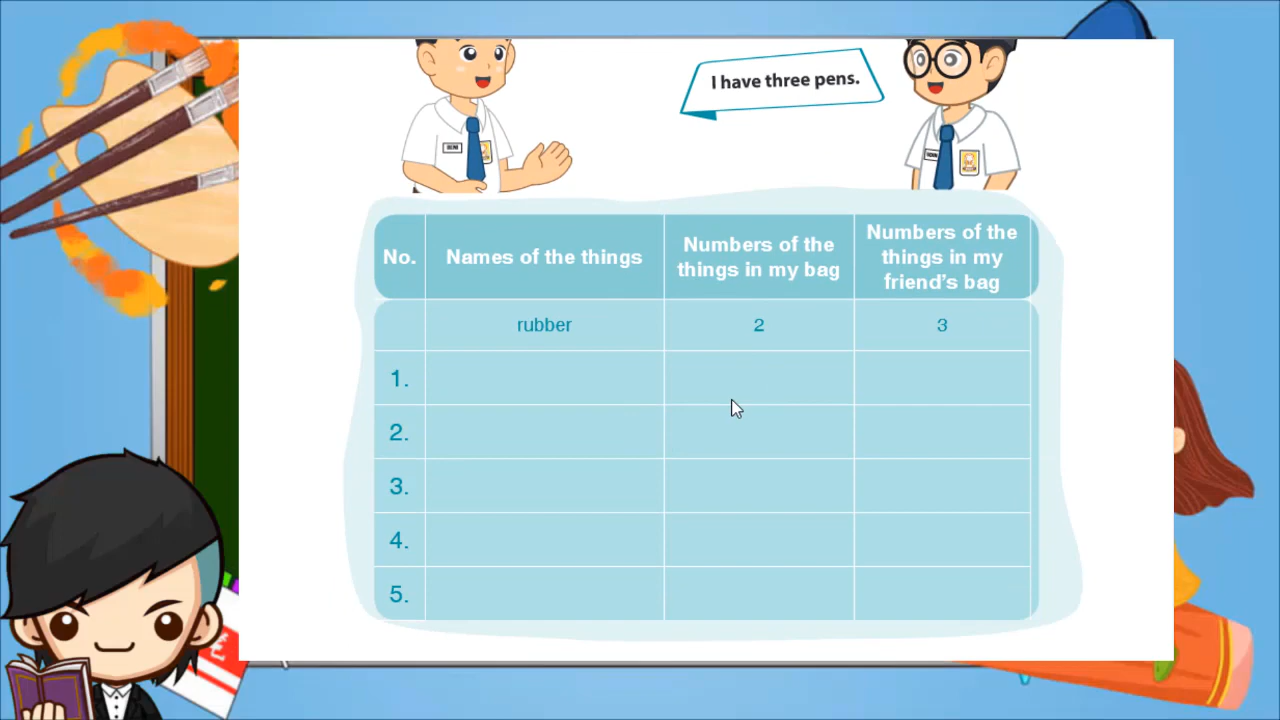 I have three pens.
No.
Names of the things
Numbers of the
things in my bag
Numbers of the
things in my
friend's bag
rubber
2
3
1.
2.
3.
4.
5.